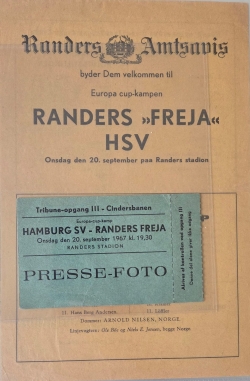 Randers Amtsavis
byder Dem velkommen til
Europa cup-kampen
RANDERS »FREJA«
HSV
Onsdag den 20. september paa Randers stadion
Tribune-opgang III - Cindersbanen
Europa-cup-kamp
HAMBURG SV - RANDERS FREJA
Onsdag den 20 september 1967 kl. 19,30
RANDERS STADION
PRESSE-FOTO
Dommer: ARNOLD NILSEN, NORGE.
begge Norge